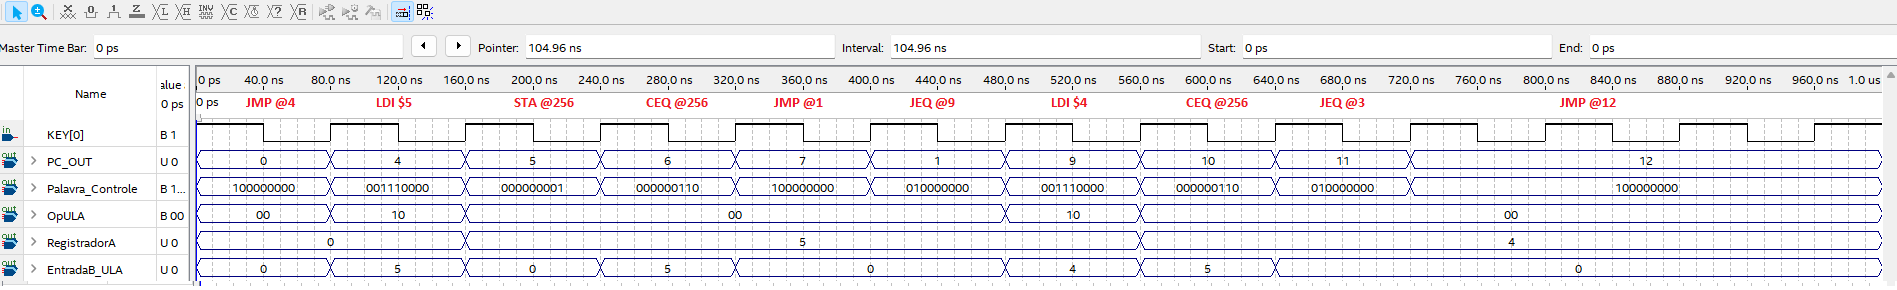 Master Time Bar: 0 ps Pointer: 104.96 ns Interval: 104.96 ns Start: 0 ps End: 0 ps
Name 0 ps 0 ps 40.0 ns 80.0 ns 120.0 ns 160.0 ns 200.0 ns 240.0 ns 280.0 ns 320.0 ns 360.0 ns 400.0 ns 440.0 ns 480.0 ns 520.0 ns 560.0 ns 600.0 ns 640.0 ns 680.0 ns 720.0 ns 760.0 ns 800.0 ns 840.0 ns 880.0 ns 920.0 ns 960.0 ns 1.0 us
0 ps JMP @4 LDI $5 STA @256 CEQ @256 JMP @1 JEQ @9 LDI $4 CEQ @256 JEQ @3 JMP @12
in KEY[0] B 1
out PC_OUT U 0 0 4 5 6 7 1 9 10 11 12
out Palavra_Controle B 1... 100000000 001110000 000000001 000000110 100000000 010000000 001110000 000000110 010000000 100000000
out OpULA B 00 00 10 00 10 00
out RegistradorA U 0 0 5 4
out EntradaB_ULA U 0 0 5 0 5 0 4 5 0